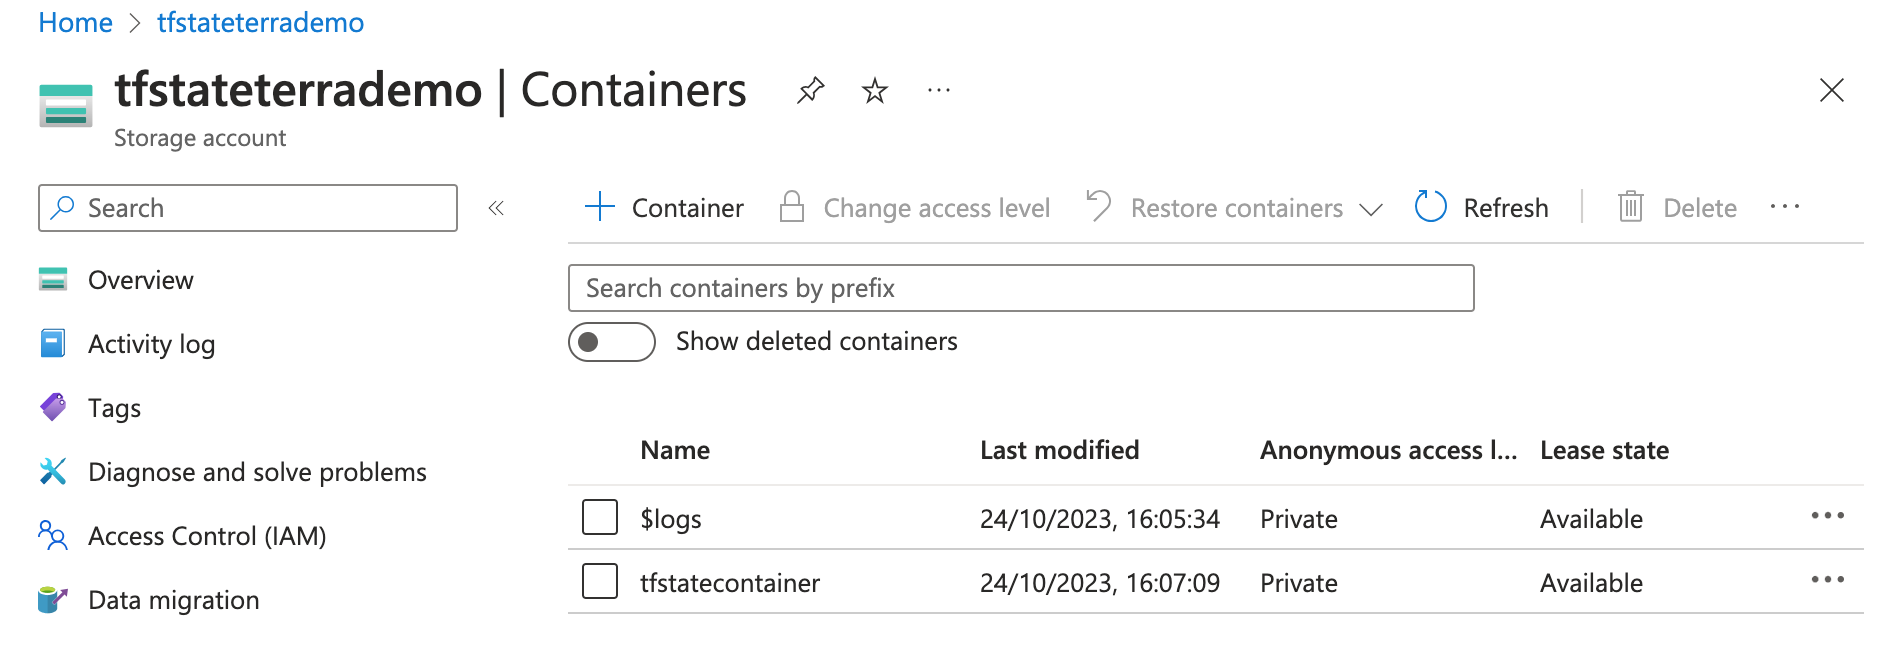 Home > tfstateterrademo
tfstateterrademo | Containers
Storage account
Search
Overview
Activity log
Tags
Diagnose and solve problems
Access Control (IAM)
Data migration
Container Change access level Restore containers Refresh Delete
Search containers by prefix
Show deleted containers
Name Last modified Anonymous access l... Lease state
$logs 24/10/2023, 16:05:34 Private Available
tfstatecontainer 24/10/2023, 16:07:09 Private Available